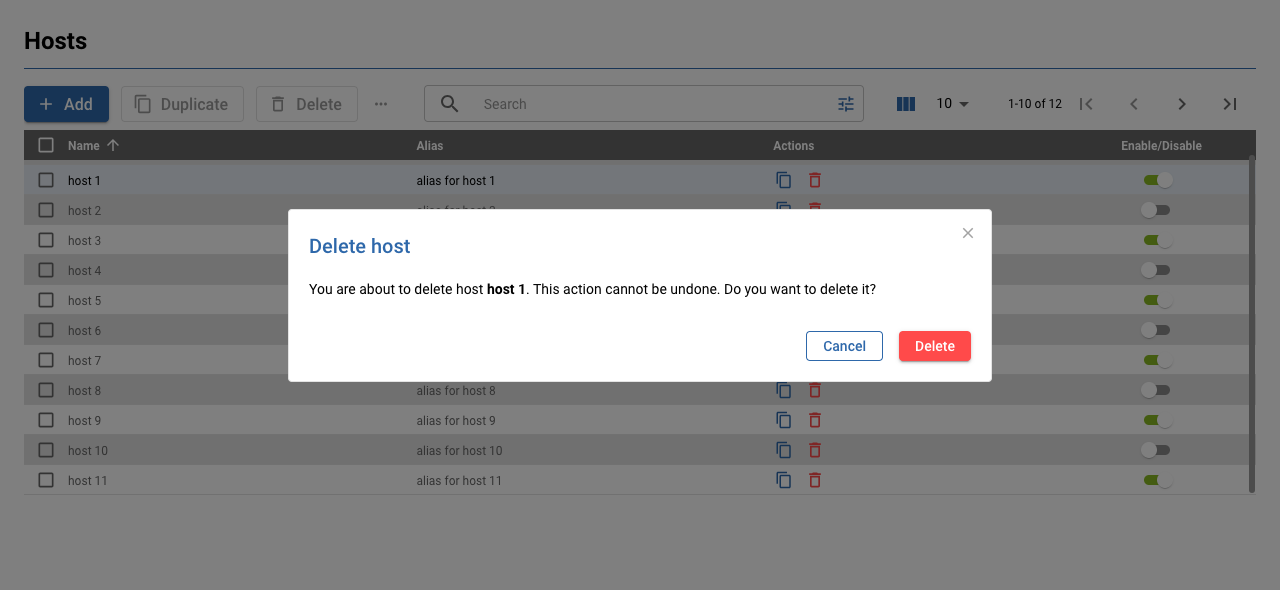 Hosts
Add Duplicate Delete Search 10 1-10 of 12
Name Alias Actions Enable/Disable
host 1 alias for host 1
host 2
host 3
host 4
host 5
host 6
host 7
host 8 alias for host 8
host 9 alias for host 9
host 10 alias for host 10
host 11 alias for host 11
Delete host
You are about to delete host host 1. This action cannot be undone. Do you want to delete it?
Cancel Delete